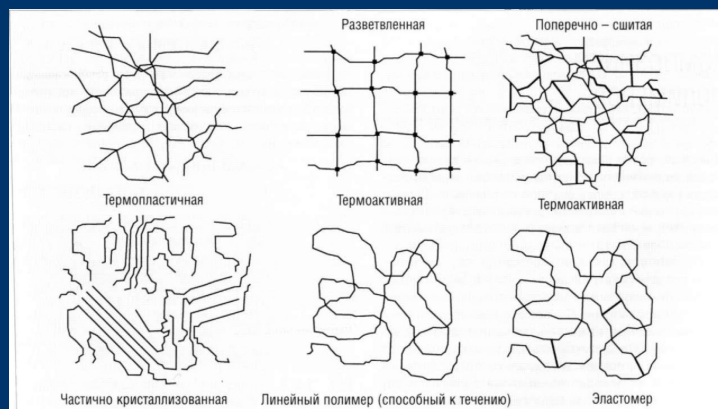 Разветвленная
Поперечно – сшитая
Термопластичная
Термоактивная
Термоактивная
Частично кристаллизованная
Линейный полимер (способный к течению)
Эластомер